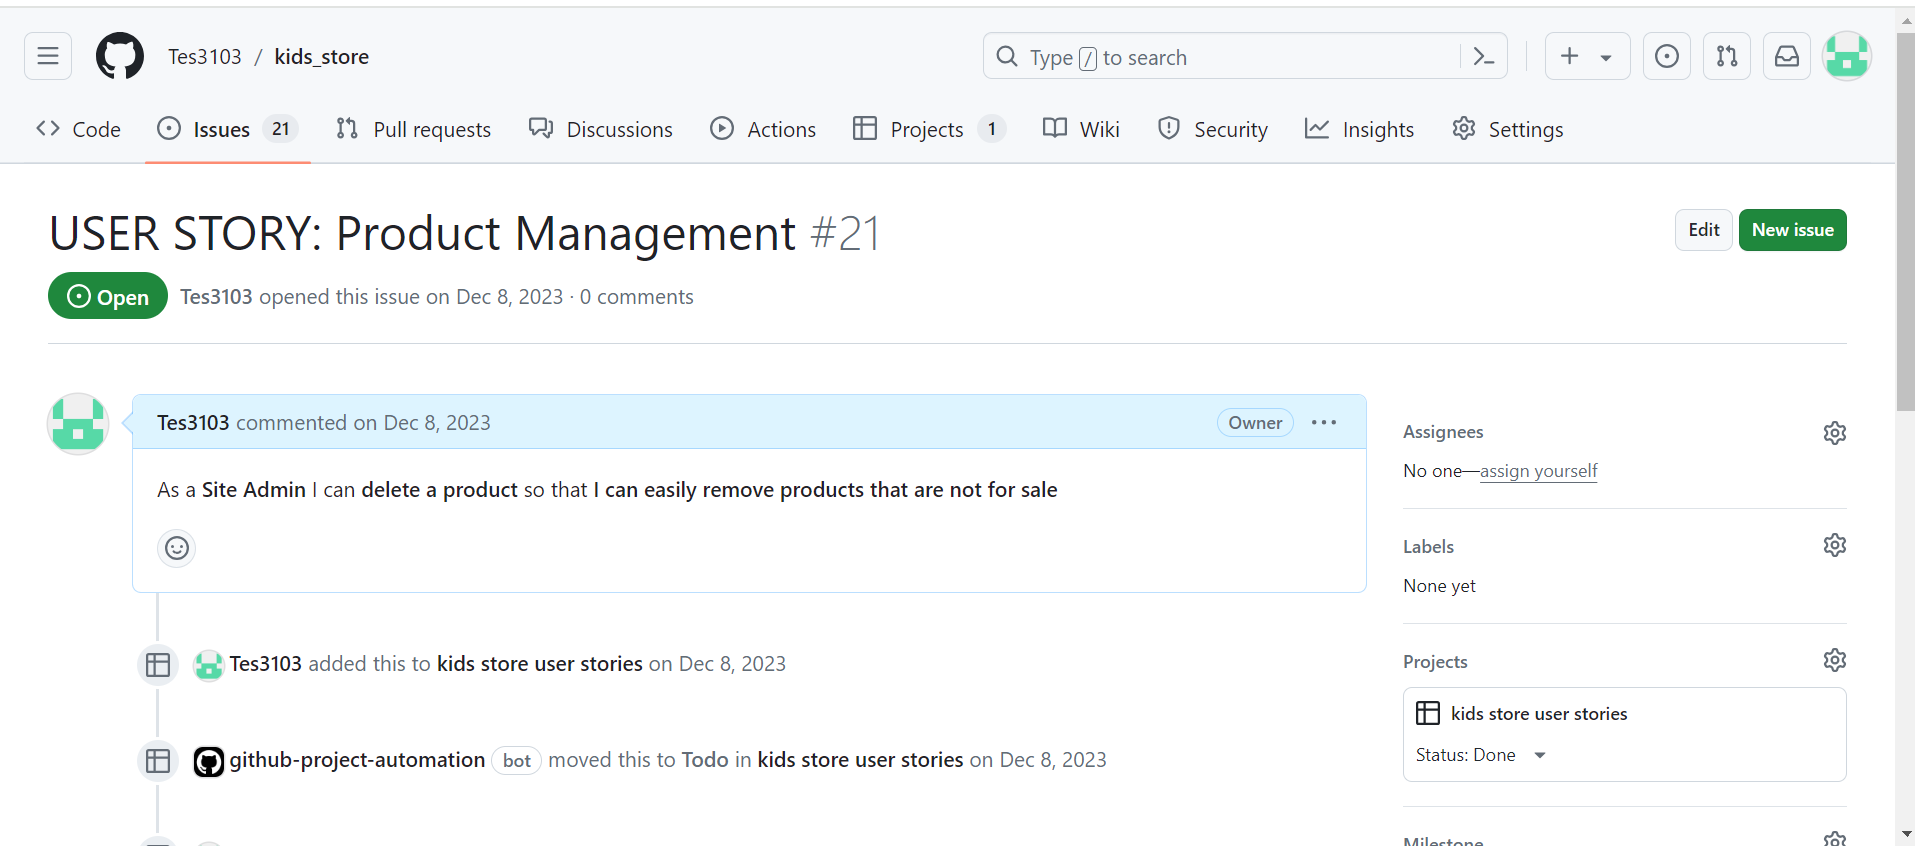 Tes3103 / kids_store
Type / to search
Code
Issues 21
Pull requests
Discussions
Actions
Projects 1
Wiki
Security
Insights
Settings
USER STORY: Product Management #21
Edit
New issue
Open
Tes3103 opened this issue on Dec 8, 2023 · 0 comments
Tes3103 commented on Dec 8, 2023
Owner
As a Site Admin I can delete a product so that I can easily remove products that are not for sale
Tes3103 added this to kids store user stories on Dec 8, 2023
github-project-automation bot moved this to Todo in kids store user stories on Dec 8, 2023
Assignees
No one—assign yourself
Labels
None yet
Projects
kids store user stories
Status: Done
Milestone